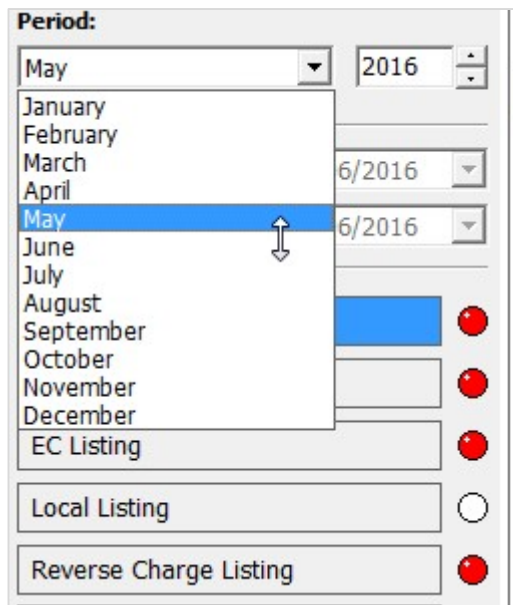 Period:
May 2016
January
February
March
April
May
June
July
August
September
October
November
December
6/2016
6/2016
EC Listing
Local Listing
Reverse Charge Listing